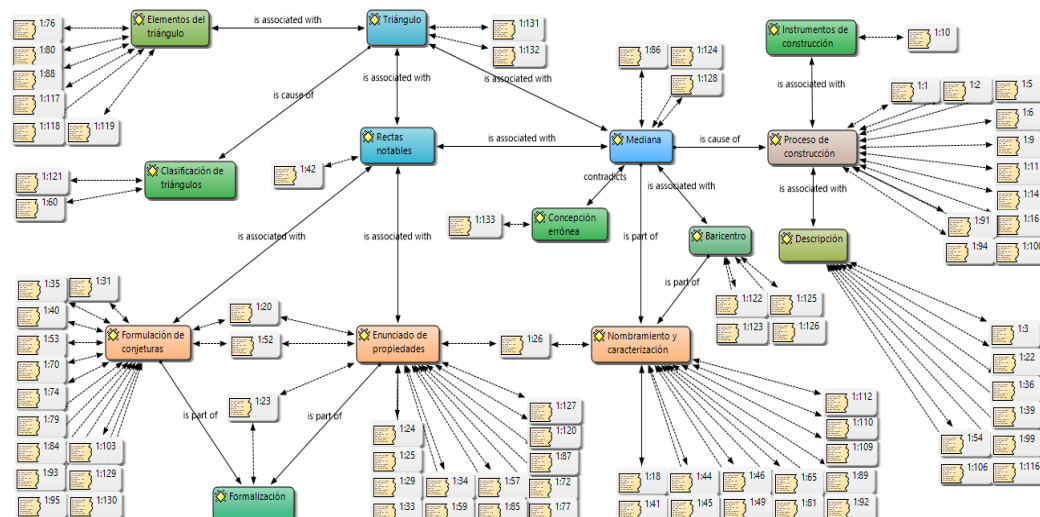 Elementos del
triángulo
is associated with
Triángulo
1:76
1:80
1:88
1:117
1:118
1:119
1:131
1:132
is associated with
is associated with
is cause of
Instrumentos de
construcción
1:10
1:86
1:124
1:128
is associated with
1:1
1:2
1:5
1:6
1:9
1:11
1:14
1:16
1:91
1:94
1:100
Rectas
notables
is associated with
Mediana
is cause of
Proceso de
construcción
1:42
Clasificación de
triángulos
1:121
1:60
contradicts
is associated with
is associated with
1:133
Concepción
errónea
is part of
Baricentro
Descripción
is associated with
is associated with
is part of
1:122
1:125
1:123
1:126
1:35
1:31
1:40
1:53
1:70
1:74
1:79
1:84
1:103
1:93
1:129
1:95
1:130
1:20
1:52
Formulación de
conjeturas
Enunciado de
propiedades
1:26
Nombramiento y
caracterización
1:3
1:22
1:36
1:39
1:54
1:99
1:106
1:116
is part of
1:23
is part of
Formalización
1:24
1:25
1:29
1:34
1:57
1:33
1:59
1:85
1:127
1:120
1:87
1:72
1:77
1:112
1:110
1:109
1:18
1:44
1:46
1:65
1:89
1:41
1:45
1:49
1:81
1:92